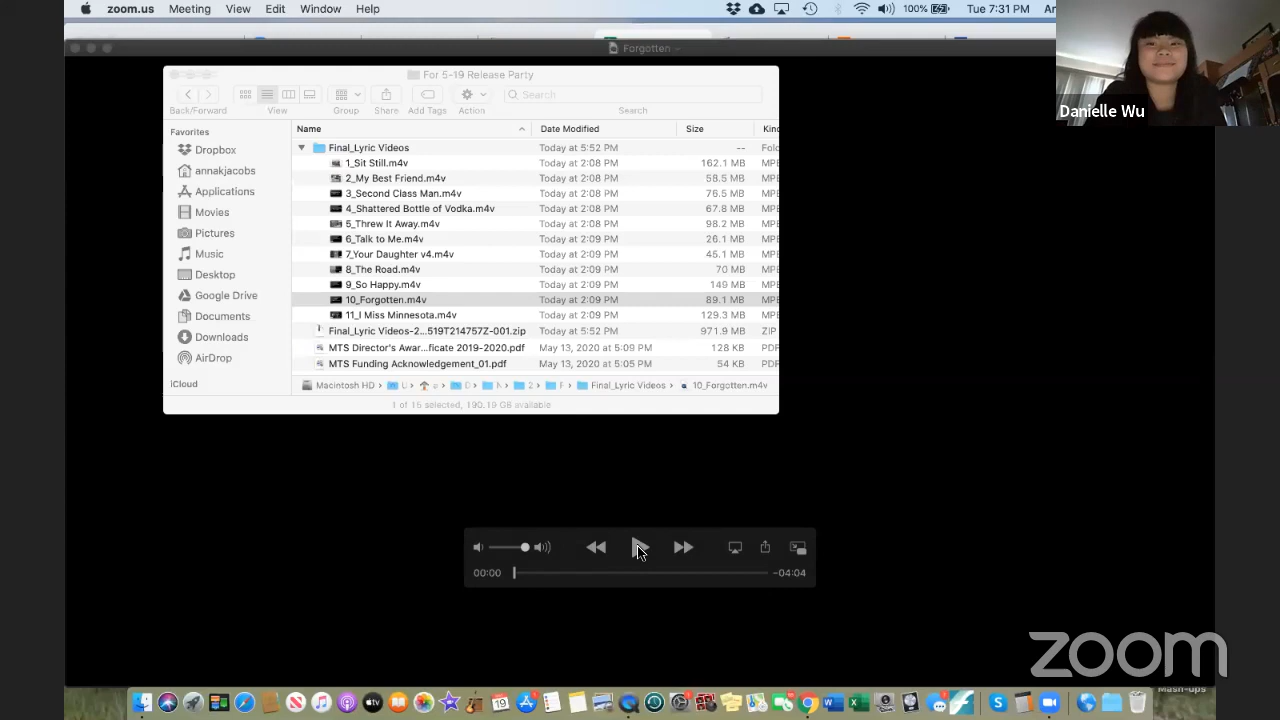 zoom.us Meeting View Edit Window Help 100% Tue 7:31 PM
Forgotten
For 5-19 Release Party
Search
Back/Forward View Group Share Add Tags Action Search
Favorites
Dropbox
annakjacobs
Applications
Movies
Pictures
Music
Desktop
Google Drive
Documents
Downloads
AirDrop
iCloud
Name Date Modified Size Kind
Final_Lyric Videos Today at 5:52 PM --
1_Sit Still.m4v Today at 2:08 PM 162.1 MB
2_My Best Friend.m4v Today at 2:08 PM 58.5 MB
3_Second Class Man.m4v Today at 2:08 PM 76.5 MB
4_Shattered Bottle of Vodka.m4v Today at 2:08 PM 67.8 MB
5_Threw It Away.m4v Today at 2:08 PM 98.2 MB
6_Talk to Me.m4v Today at 2:09 PM 26.1 MB
7_Your Daughter v4.m4v Today at 2:09 PM 45.1 MB
8_The Road.m4v Today at 2:09 PM 70 MB
9_So Happy.m4v Today at 2:09 PM 149 MB
10_Forgotten.m4v Today at 2:09 PM 89.1 MB
11_I Miss Minnesota.m4v Today at 2:09 PM 129.3 MB
Final_Lyric Videos-2...519T214757Z-001.zip Today at 5:52 PM 971.9 MB ZIP
MTS Director's Awar...ficate 2019-2020.pdf May 13, 2020 at 5:09 PM 128 KB
MTS Funding Acknowledgement_01.pdf May 13, 2020 at 5:05 PM 54 KB
Macintosh HD Final_Lyric Videos 10_Forgotten.m4v
1 of 15 selected, 190.19 GB available
00:00 -04:04
Danielle Wu
zoom
Mash-ups